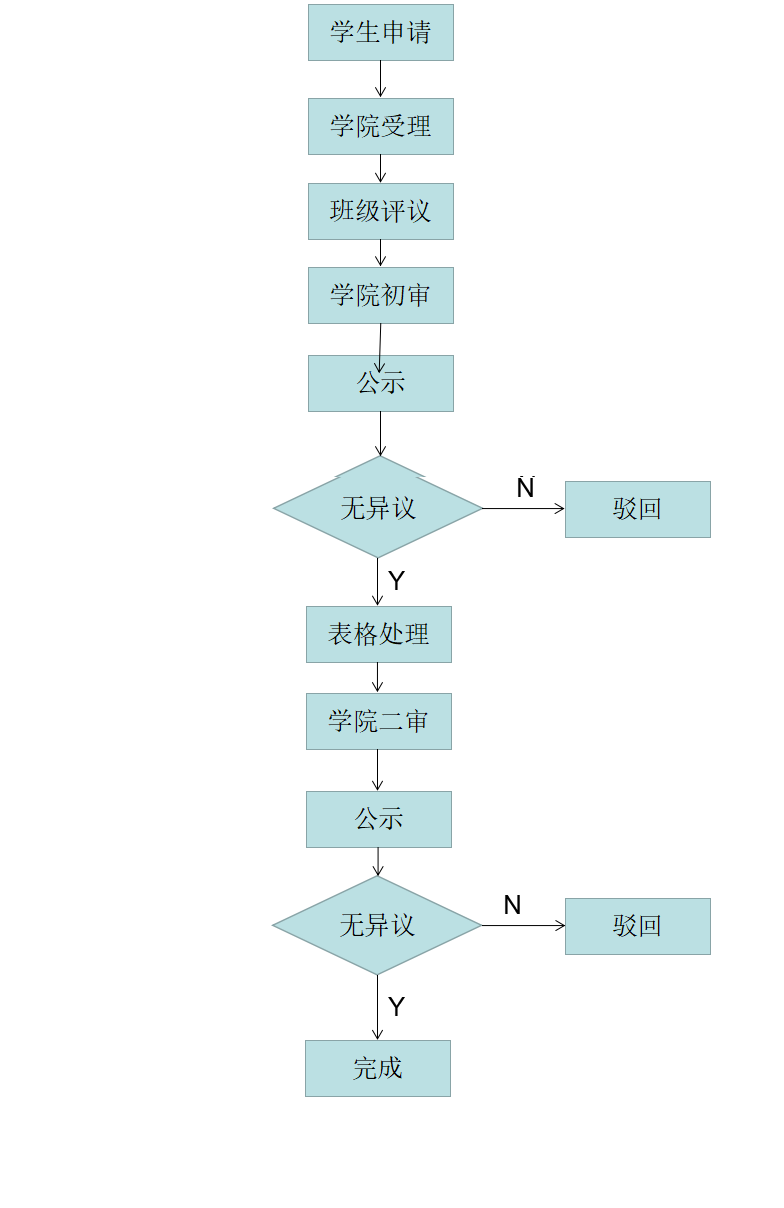 学生申请
学院受理
班级评议
学院初审
公示
无异议
N
驳回
Y
表格处理
学院二审
公示
无异议
N
驳回
Y
完成